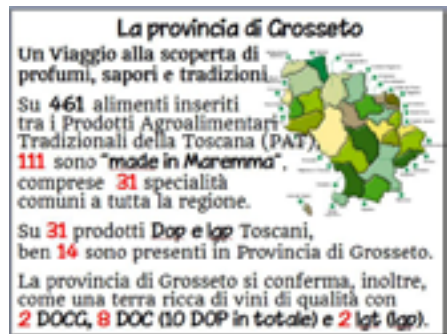 La provincia di Grosseto
Un Viaggio alla scoperta di
profumi, sapori e tradizioni
Su 461 alimenti inseriti
tra i Prodotti Agroalimentari
Tradizionali della Toscana (PAT),
111 sono "made in Maremma",
comprese 31 specialità
comuni a tutta la regione.
Su 31 prodotti Dop e Igp Toscani,
ben 14 sono presenti in Provincia di Grosseto.
La provincia di Grosseto si conferma, inoltre,
come una terra ricca di vini di qualità con
2 DOCG, 8 DOC (10 DOP in totale) e 2 Igt (Igp).